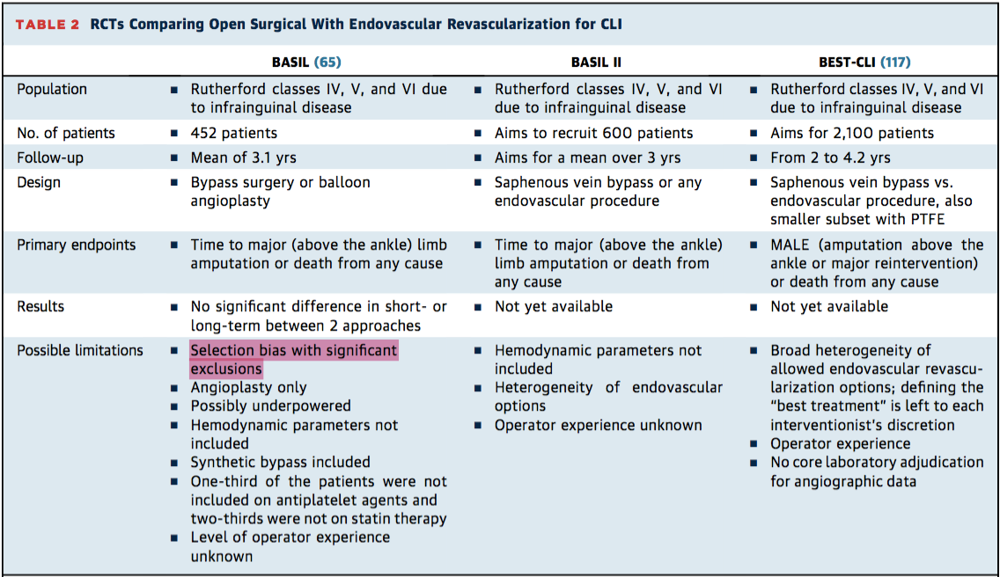 TABLE 2 RCTs Comparing Open Surgical With Endovascular Revascularization for CLI
BASIL (65)
BASIL II
BEST-CLI (117)
Population
■ Rutherford classes IV, V, and VI due
to infrainguinal disease
■ Rutherford classes IV, V, and VI
due to infrainguinal disease
■ Rutherford classes IV, V, and VI
due to infrainguinal disease
No. of patients
■ 452 patients
■ Aims to recruit 600 patients
■ Aims for 2,100 patients
Follow-up
■ Mean of 3.1 yrs
■ Aims for a mean over 3 yrs
■ From 2 to 4.2 yrs
Design
■ Bypass surgery or balloon
angioplasty
■ Saphenous vein bypass or any
endovascular procedure
■ Saphenous vein bypass vs.
endovascular procedure, also
smaller subset with PTFE
Primary endpoints
■ Time to major (above the ankle) limb
amputation or death from any cause
■ Time to major (above the ankle)
limb amputation or death from
any cause
■ MALE (amputation above the
ankle or major reintervention)
or death from any cause
Results
■ No significant difference in short- or
long-term between 2 approaches
■ Not yet available
■ Not yet available
Possible limitations
■ Selection bias with significant
exclusions
■ Angioplasty only
■ Possibly underpowered
■ Hemodynamic parameters not
included
■ Synthetic bypass included
■ One-third of the patients were not
included on antiplatelet agents and
two-thirds were not on statin therapy
■ Level of operator experience
unknown
■ Hemodynamic parameters not
included
■ Heterogeneity of endovascular
options
■ Operator experience unknown
■ Broad heterogeneity of
allowed endovascular revascu-
larization options; defining the
“best treatment” is left to each
interventionist’s discretion
■ Operator experience
■ No core laboratory adjudication
for angiographic data